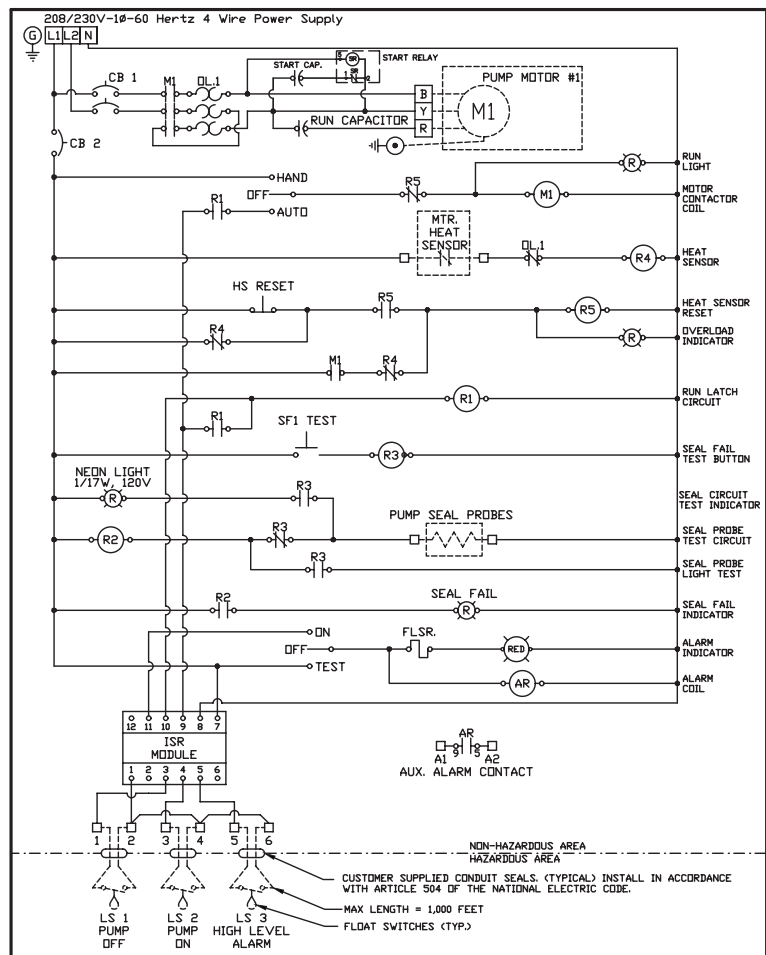 208/230V-1Ø-60 Hertz 4 Wire Power Supply
G L1 L2 N
CB 1
M1
OL1
START CAP.
5
SR
START RELAY
SR
1 2
PUMP MOTOR #1
B
Y
R
M1
RUN CAPACITOR
CB 2
HAND
OFF
AUTO
R1
R5
R
RUN
LIGHT
M1
MOTOR
CONTACTOR
COIL
MTR.
HEAT
SENSOR
OL1
R4
HEAT
SENSOR
HS RESET
R5
R5
HEAT SENSOR
RESET
R4
R
OVERLOAD
INDICATOR
M1
R4
R1
RUN LATCH
CIRCUIT
R1
SF1 TEST
R3
SEAL FAIL
TEST BUTTON
NEON LIGHT
1/17W, 120V
R
R3
SEAL CIRCUIT
TEST INDICATOR
R2
R3
PUMP SEAL PROBES
SEAL PROBE
TEST CIRCUIT
R3
SEAL PROBE
LIGHT TEST
R2
SEAL FAIL
R
SEAL FAIL
INDICATOR
ON
OFF
TEST
FLSR.
RED
ALARM
INDICATOR
AR
ALARM
COIL
12 11 10 9 8 7
ISR
MODULE
1 2 3 4 5 6
AR
A1 9 5 A2
AUX. ALARM CONTACT
1 2 3 4 5 6
NON-HAZARDOUS AREA
HAZARDOUS AREA
CUSTOMER SUPPLIED CONDUIT SEALS. (TYPICAL) INSTALL IN ACCORDANCE
WITH ARTICLE 504 OF THE NATIONAL ELECTRIC CODE.
MAX LENGTH = 1,000 FEET
FLOAT SWITCHES (TYP.)
LS 1
PUMP
OFF
LS 2
PUMP
ON
LS 3
HIGH LEVEL
ALARM